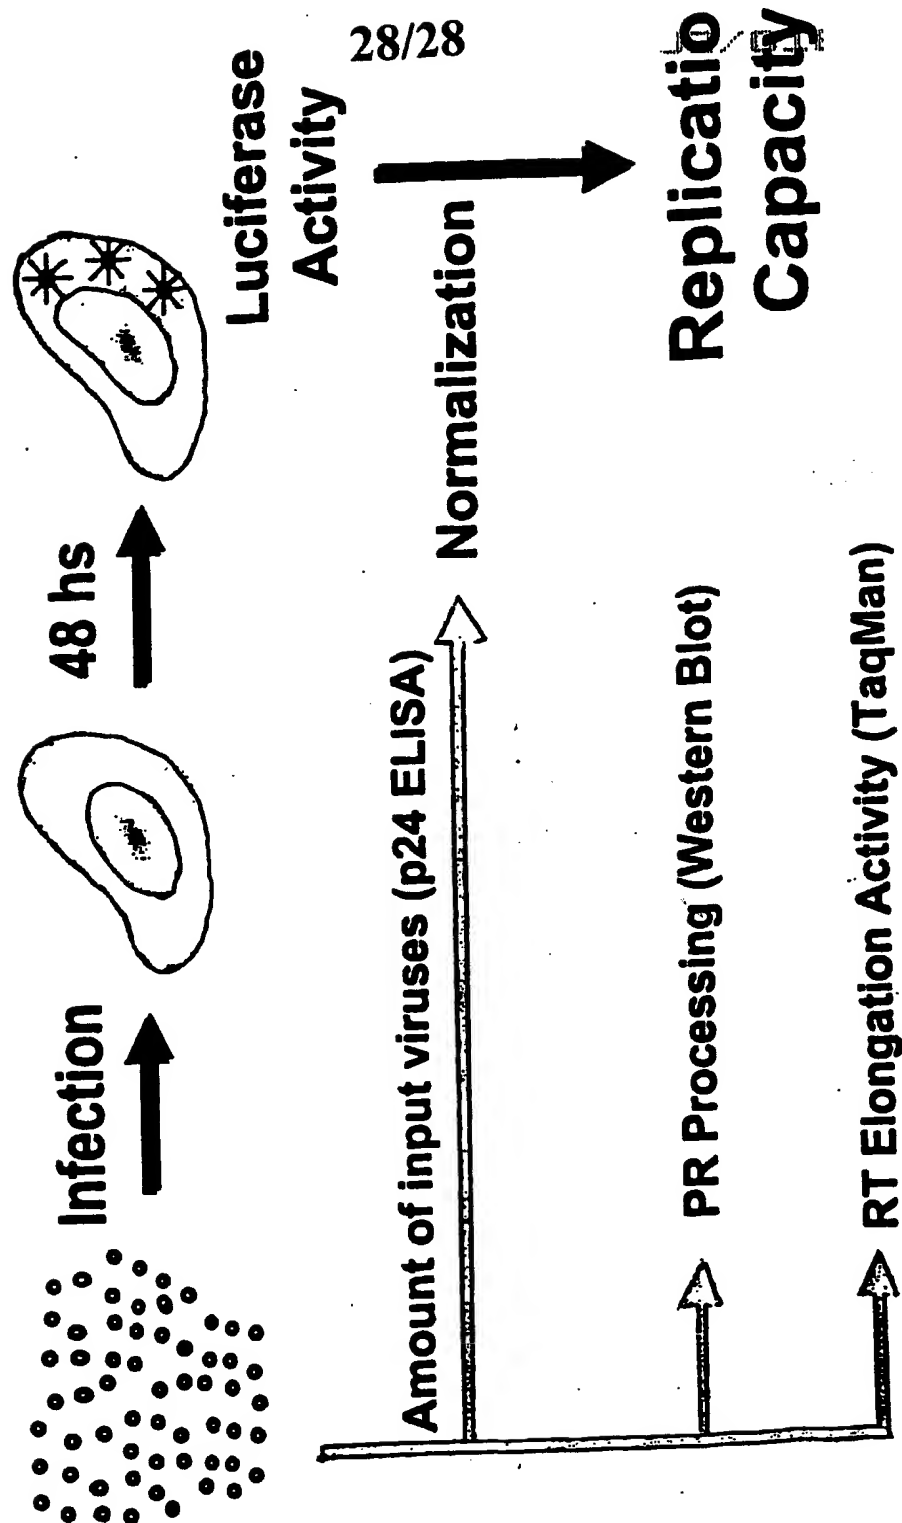 28/28
Infection
48 hs
Luciferase
Activity
Amount of input viruses (p24 ELISA)
Normalization
PR Processing (Western Blot)
Replicatio
Capacity
RT Elongation Activity (TaqMan)